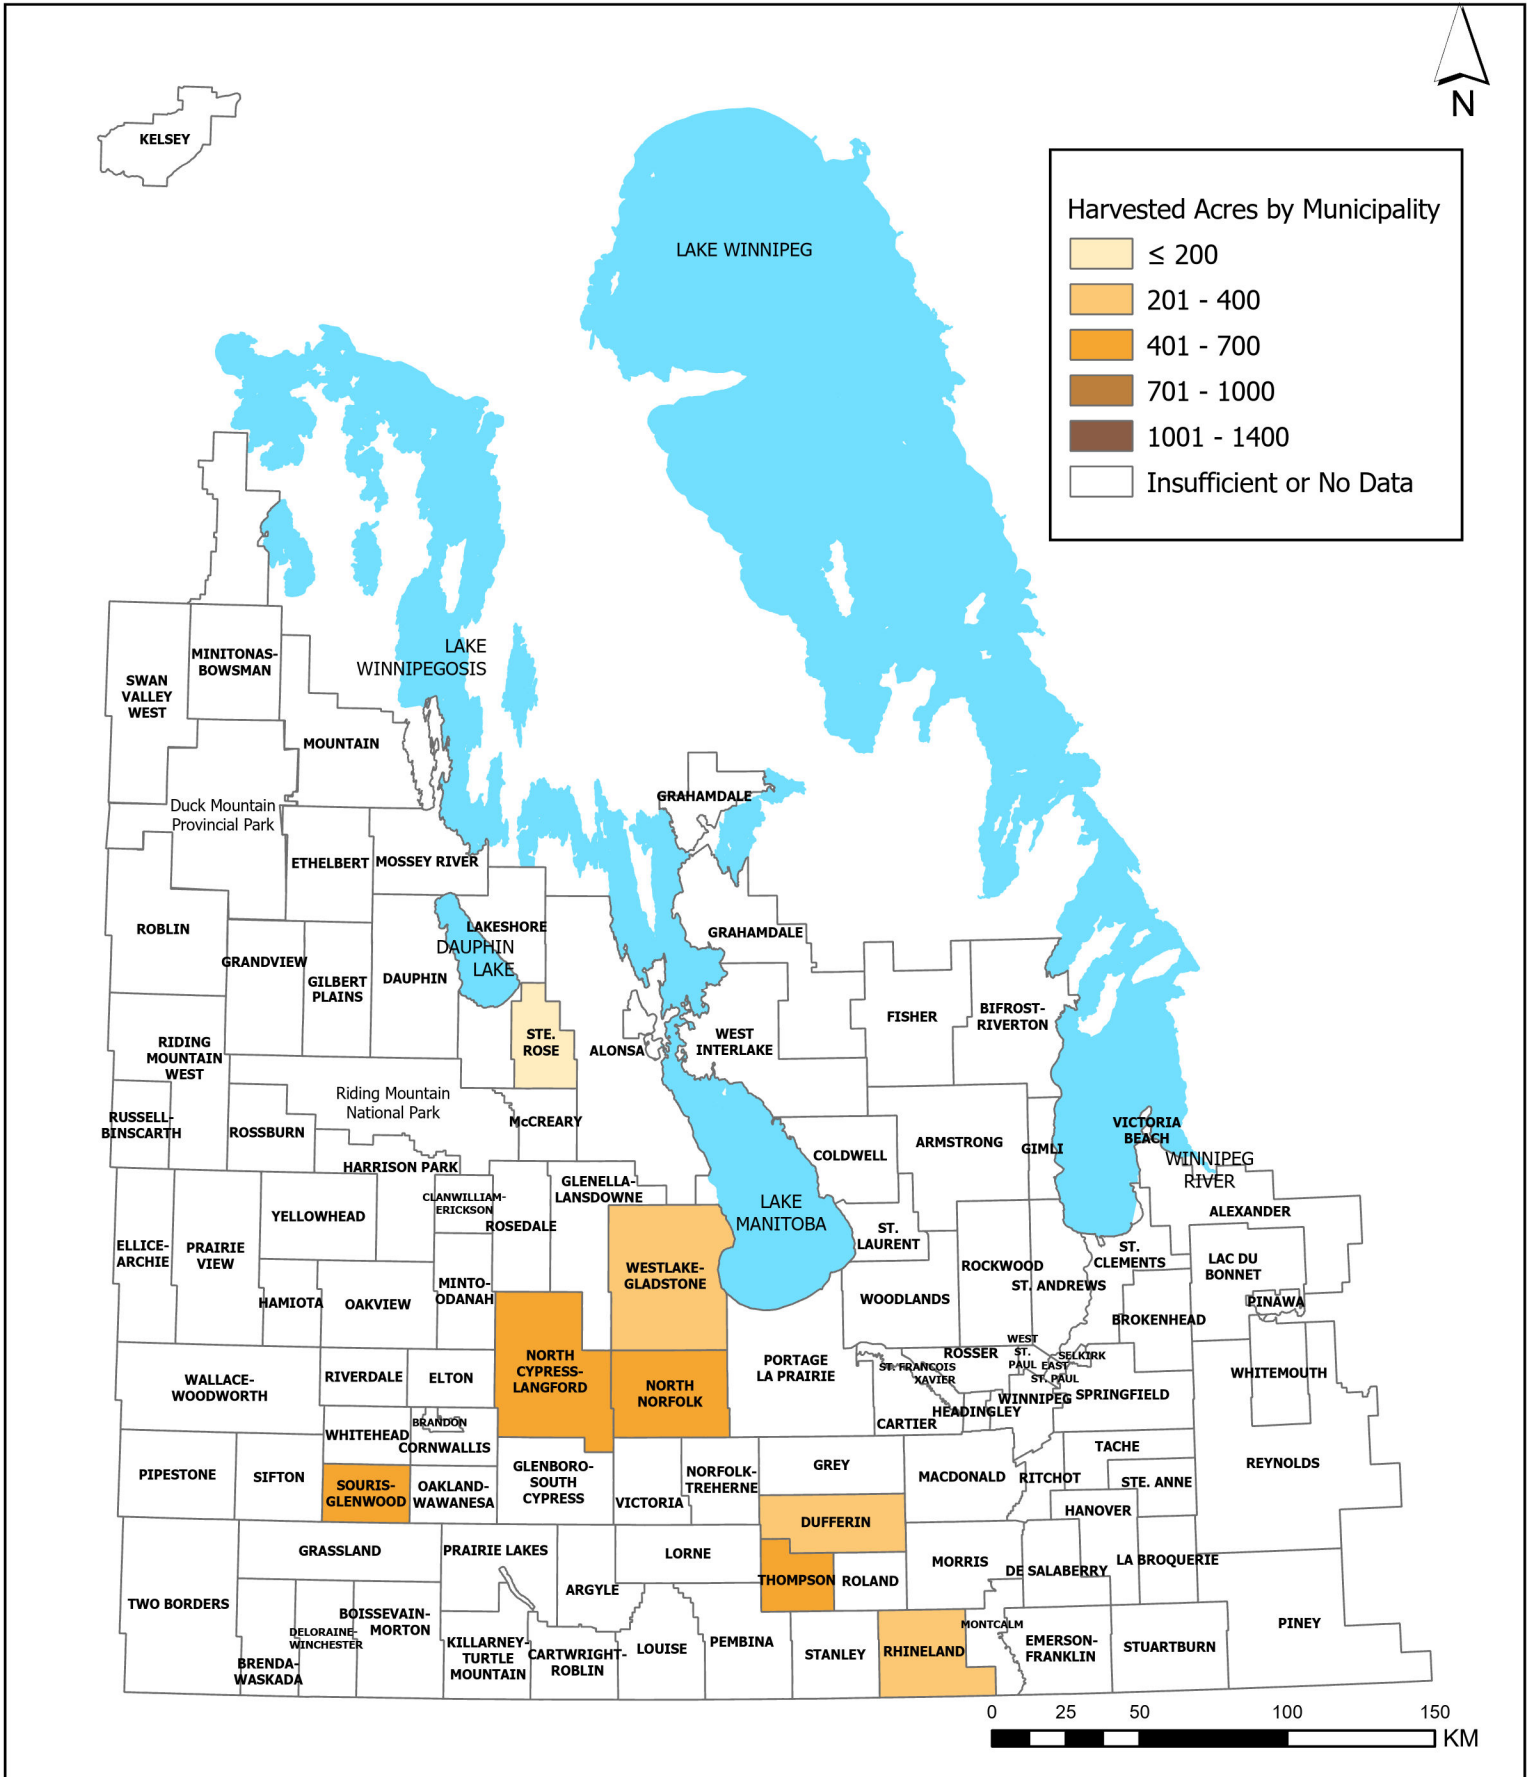 N
KELSEY
Harvested Acres by Municipality
≤ 200
201 - 400
401 - 700
701 - 1000
1001 - 1400
Insufficient or No Data
LAKE WINNIPEG
LAKE
WINNIPEGOSIS
MINITONAS-
BOWSMAN
SWAN
VALLEY
WEST
MOUNTAIN
Duck Mountain
Provincial Park
GRAHAMDALE
ETHELBERT
MOSSEY RIVER
ROBLIN
LAKESHORE
DAUPHIN
LAKE
GRAHAMDALE
GRANDVIEW
GILBERT
PLAINS
DAUPHIN
STE.
ROSE
ALONSA
WEST
INTERLAKE
FISHER
BIFROST-
RIVERTON
RIDING
MOUNTAIN
WEST
Riding Mountain
National Park
RUSSELL-
BINSCARTH
ROSSBURN
McCREARY
HARRISON PARK
COLDWELL
ARMSTRONG
GIMLI
VICTORIA
BEACH
WINNIPEG
RIVER
CLANWILLIAM-
ERICKSON
ROSEDALE
GLENELLA-
LANSDOWNE
LAKE
MANITOBA
ST.
LAURENT
ALEXANDER
YELLOWHEAD
ELLICE-
ARCHIE
PRAIRIE
VIEW
HAMIOTA
OAKVIEW
MINTO-
ODANAH
WESTLAKE-
GLADSTONE
WOODLANDS
ROCKWOOD
ST. ANDREWS
ST.
CLEMENTS
LAC DU
BONNET
PINAWA
BROKENHEAD
WALLACE-
WOODWORTH
RIVERDALE
ELTON
NORTH
CYPRESS-
LANGFORD
NORTH
NORFOLK
PORTAGE
LA PRAIRIE
ST. FRANCOIS
XAVIER
ROSSER
WEST
ST.
PAUL
EAST
ST. PAUL
SELKIRK
WINNIPEG
SPRINGFIELD
WHITEMOUTH
HEADINGLEY
CARTIER
WHITEHEAD
BRANDON
CORNWALLIS
PIPESTONE
SIFTON
SOURIS-
GLENWOOD
OAKLAND-
WAWANESA
GLENBORO-
SOUTH
CYPRESS
VICTORIA
NORFOLK-
TREHERNE
GREY
MACDONALD
RITCHOT
TACHE
STE. ANNE
REYNOLDS
HANOVER
DUFFERIN
GRASSLAND
PRAIRIE LAKES
ARGYLE
LORNE
THOMPSON
ROLAND
MORRIS
DE SALABERRY
LA BROQUERIE
TWO BORDERS
BRENDA-
WASKADA
DELORAINE-
WINCHESTER
BOISSEVAIN-
MORTON
KILLARNEY-
TURTLE
MOUNTAIN
CARTWRIGHT-
ROBLIN
LOUISE
PEMBINA
STANLEY
RHINELAND
MONTCALM
EMERSON-
FRANKLIN
STUARTBURN
PINEY
0 25 50 100 150
KM